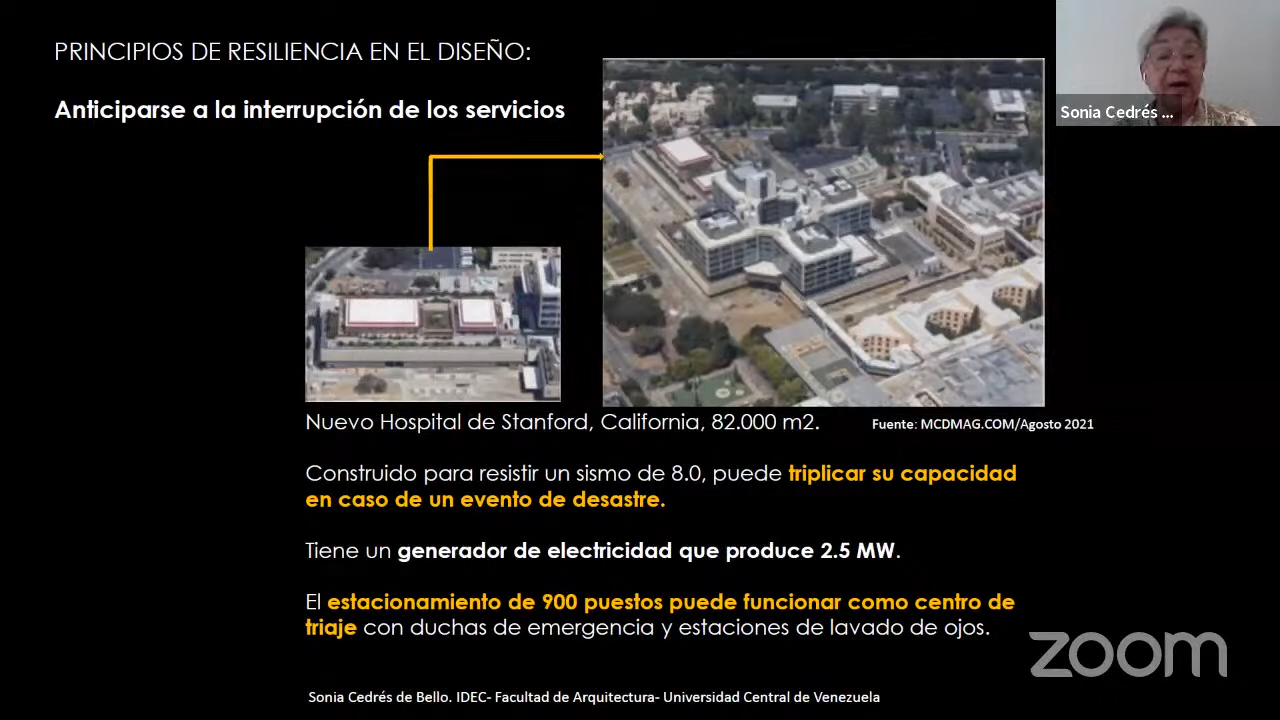 PRINCIPIOS DE RESILIENCIA EN EL DISEÑO:
Anticiparse a la interrupción de los servicios
Sonia Cedrés ...
Nuevo Hospital de Stanford, California, 82.000 m2.
Fuente: MCDMAG.COM/Agosto 2021
Construido para resistir un sismo de 8.0, puede triplicar su capacidad
en caso de un evento de desastre.
Tiene un generador de electricidad que produce 2.5 MW.
El estacionamiento de 900 puestos puede funcionar como centro de
triaje con duchas de emergencia y estaciones de lavado de ojos.
zoom
Sonia Cedrés de Bello. IDEC- Facultad de Arquitectura- Universidad Central de Venezuela